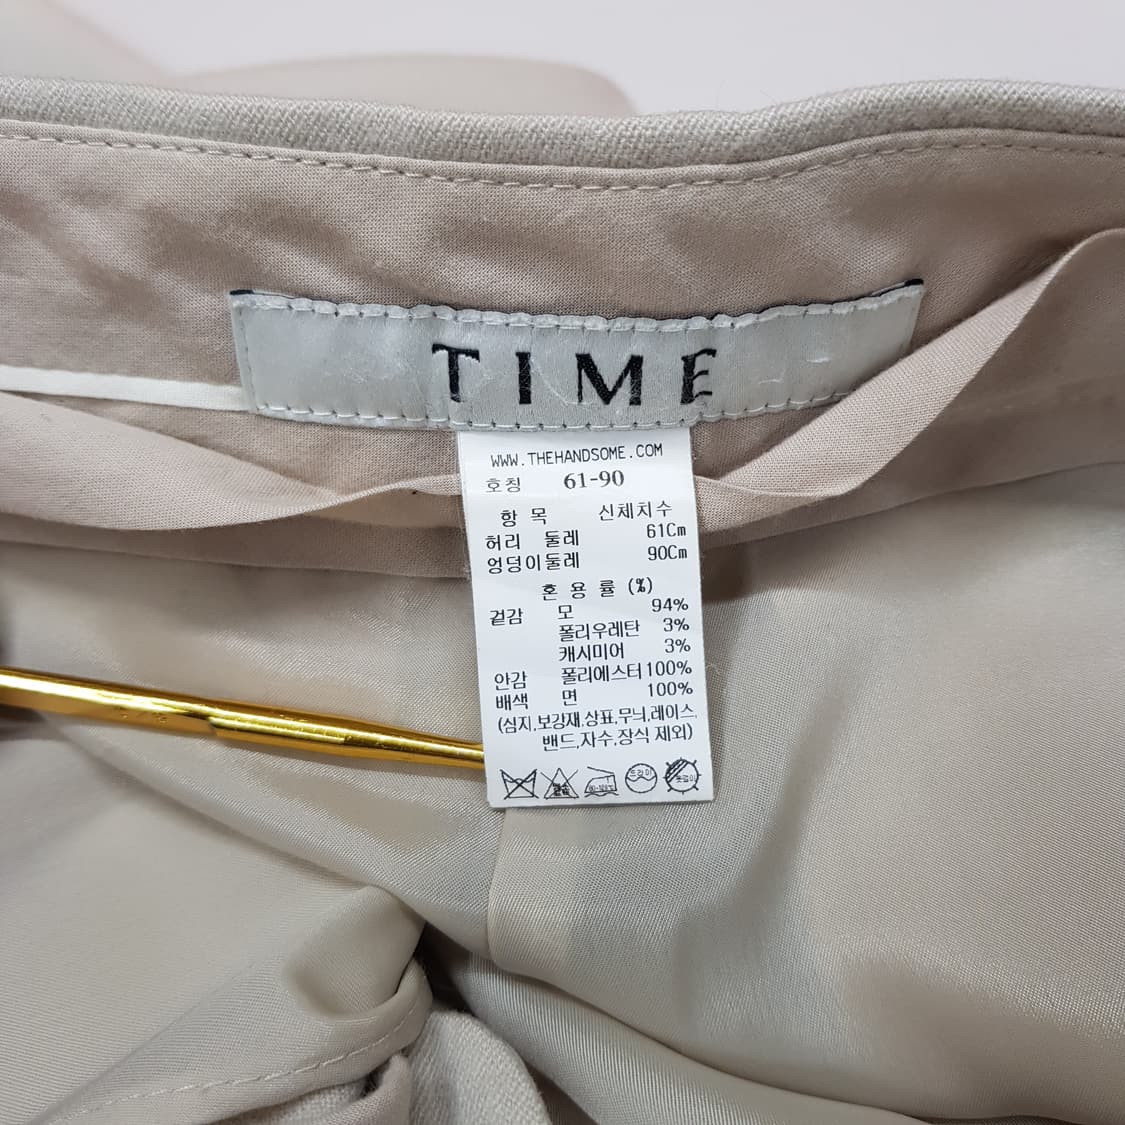 TIME
WWW.THEHANDSOME.COM
호칭 61-90
항 목 신체치수
허리 둘레 61Cm
엉덩이둘레 90Cm
혼 용 률 (%)
겉감 모 94%
폴리우레탄 3%
캐시미어 3%
안감 폴리에스터 100%
배색 면 100%
(심지,보강재,상표,무늬,레이스,
밴드,자수,장식 제외)
드라이